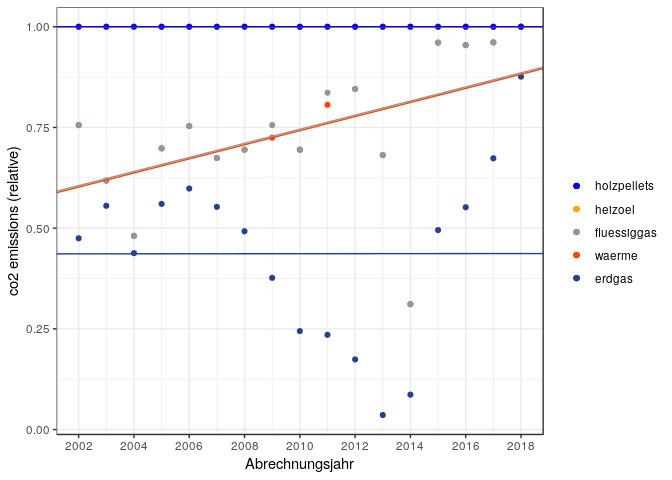 1.00
0.75
0.50
0.25
0.00
co2 emissions (relative)
2002 2004 2006 2008 2010 2012 2014 2016 2018
Abrechnungsjahr
holzpellets
heizoel
fluessiggas
waerme
erdgas